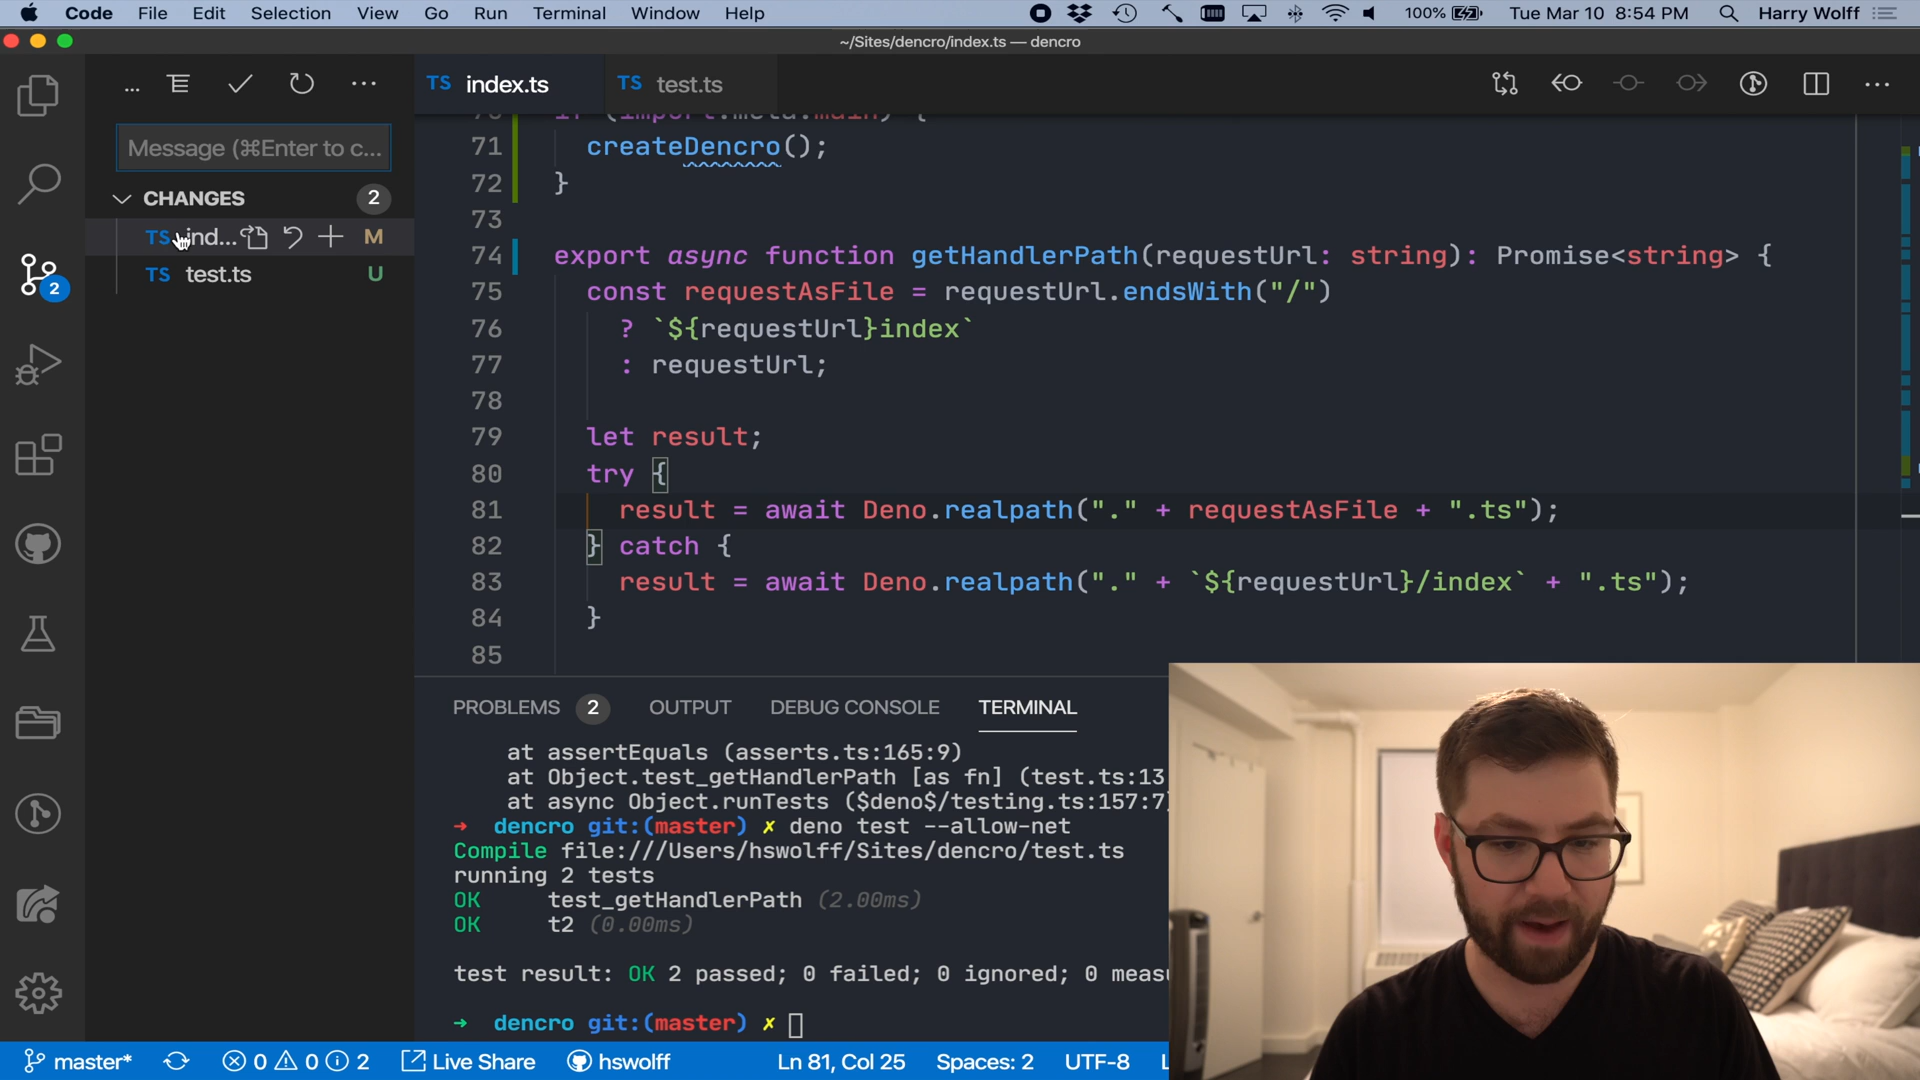 Code File Edit Selection View Go Run Terminal Window Help 100% Tue Mar 10 8:54 PM Harry Wolff
~/Sites/dencro/index.ts — dencro
... TS index.ts TS test.ts
Message (⌘Enter to c...
CHANGES 2
TS ind... M
TS test.ts U
2
if (import.meta.main) {
71 createDencro();
72 }
73
74 export async function getHandlerPath(requestUrl: string): Promise<string> {
75 const requestAsFile = requestUrl.endsWith("/")
76 ? `${requestUrl}index`
77 : requestUrl;
78
79 let result;
80 try {
81 result = await Deno.realpath("." + requestAsFile + ".ts");
82 } catch {
83 result = await Deno.realpath("." + `${requestUrl}/index` + ".ts");
84 }
85
PROBLEMS 2 OUTPUT DEBUG CONSOLE TERMINAL
at assertEquals (asserts.ts:165:9)
at Object.test_getHandlerPath [as fn] (test.ts:13
at async Object.runTests ($deno$/testing.ts:157:7
→ dencro git:(master) ✗ deno test --allow-net
Compile file:///Users/hswolff/Sites/dencro/test.ts
running 2 tests
OK test_getHandlerPath (2.00ms)
OK t2 (0.00ms)
test result: OK 2 passed; 0 failed; 0 ignored; 0 meas
→ dencro git:(master) ✗
master* 0 0 2 Live Share hswolff Ln 81, Col 25 Spaces: 2 UTF-8 L